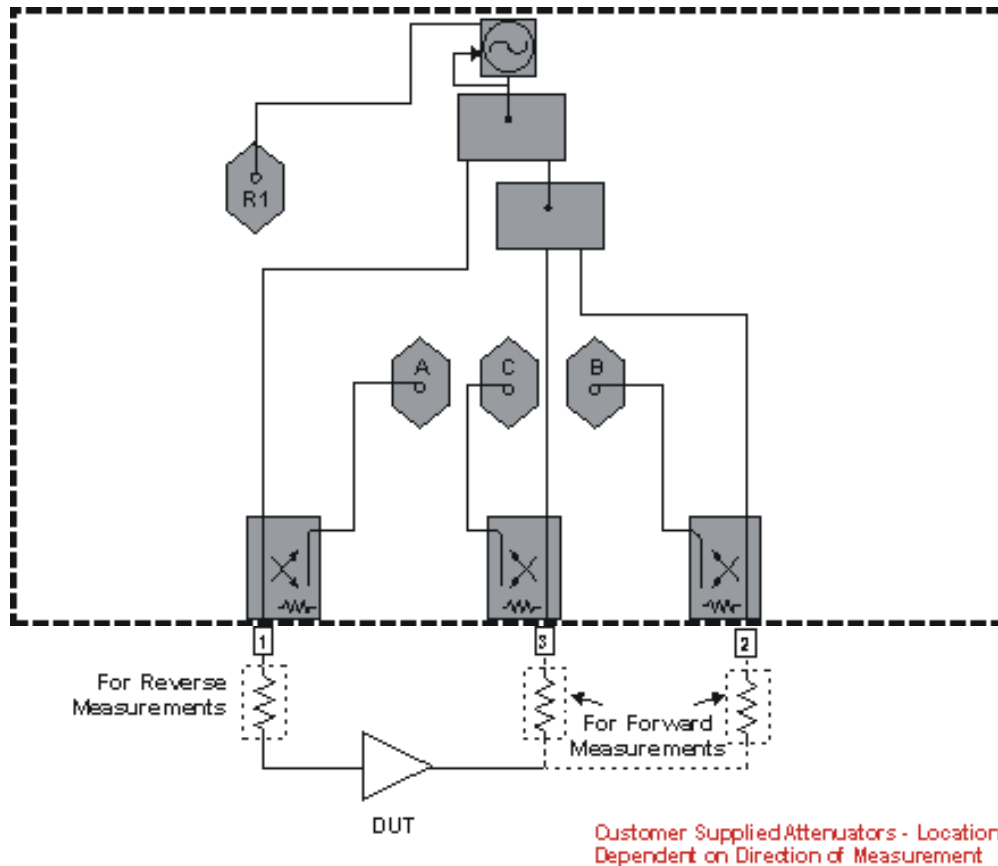 R1
A
C
B
1
3
2
For Reverse
Measurements
For Forward
Measurements
DUT
Customer Supplied Attenuators - Location
Dependent on Direction of Measurement